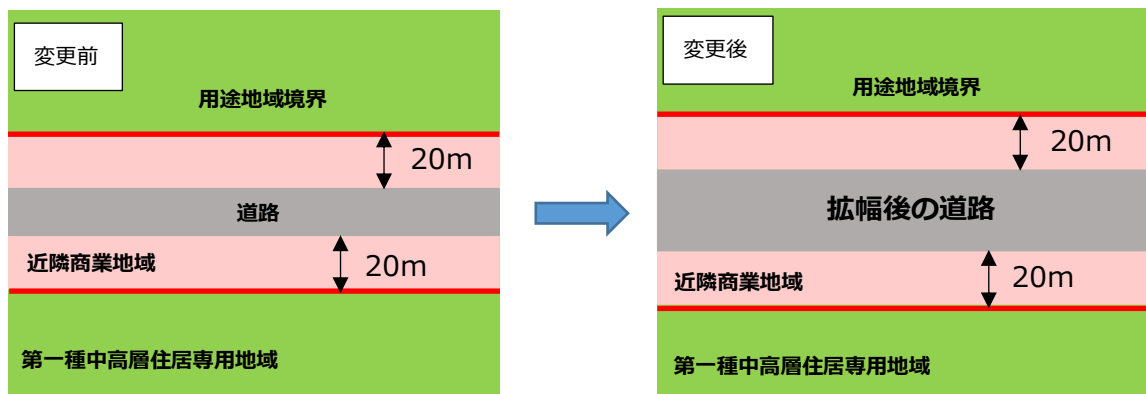 変更前
用途地域境界
20m
道路
近隣商業地域
20m
第一種中高層住居専用地域
変更後
用途地域境界
20m
拡幅後の道路
近隣商業地域
20m
第一種中高層住居専用地域